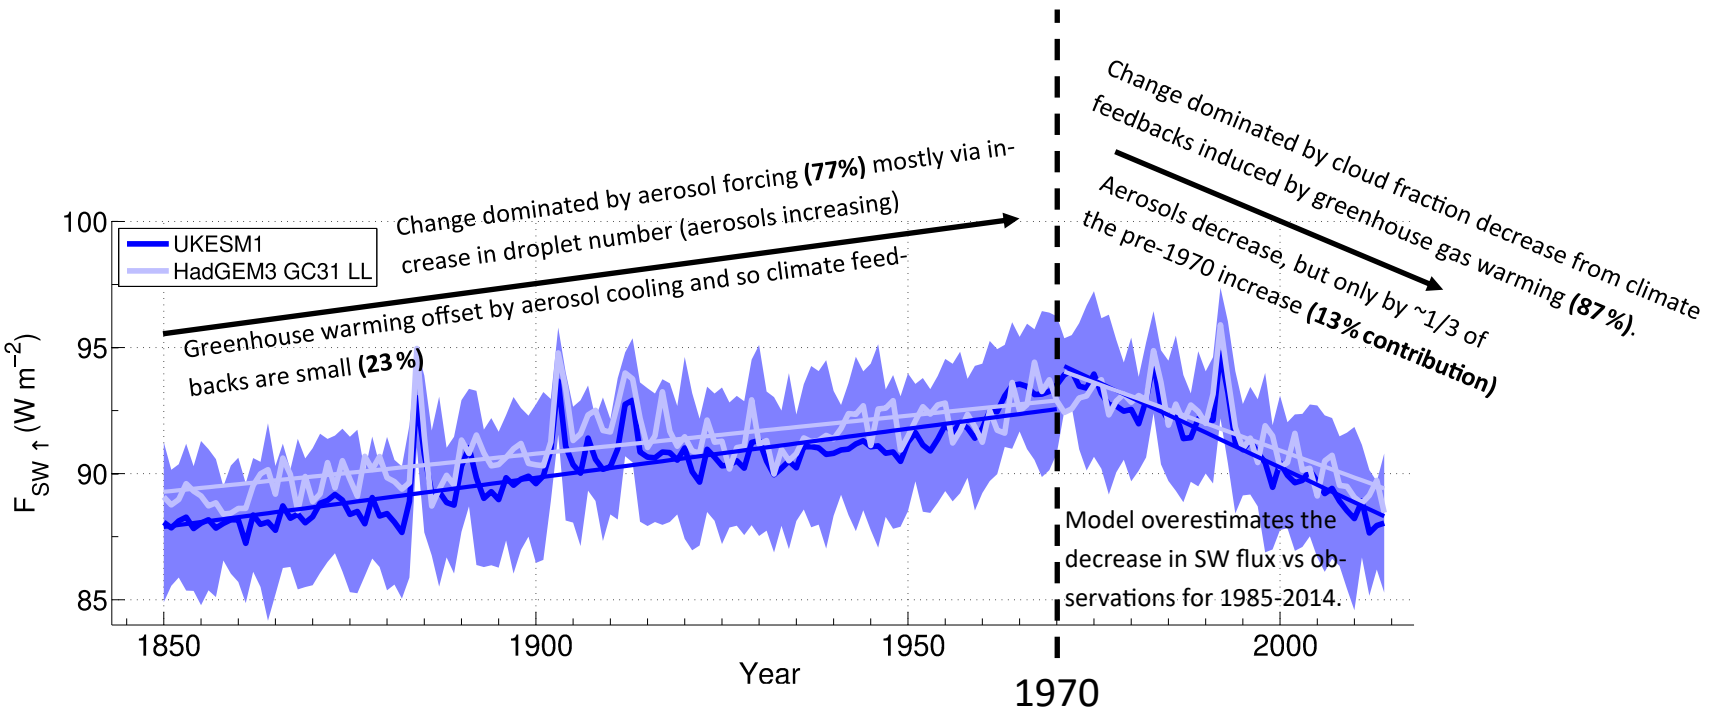 Change dominated by aerosol forcing (77%) mostly via in-
crease in droplet number (aerosols increasing)
Greenhouse warming offset by aerosol cooling and so climate feed-
backs are small (23 %)
Change dominated by cloud fraction decrease from climate
feedbacks induced by greenhouse gas warming (87 %).
Aerosols decrease, but only by ~1/3 of
the pre-1970 increase (13% contribution)
UKESM1
HadGEM3 GC31 LL
100
95
90
85
F SW ↑ (W m−2)
Model overestimates the
decrease in SW flux vs ob-
servations for 1985-2014.
1850
1900
1950
2000
Year
1970